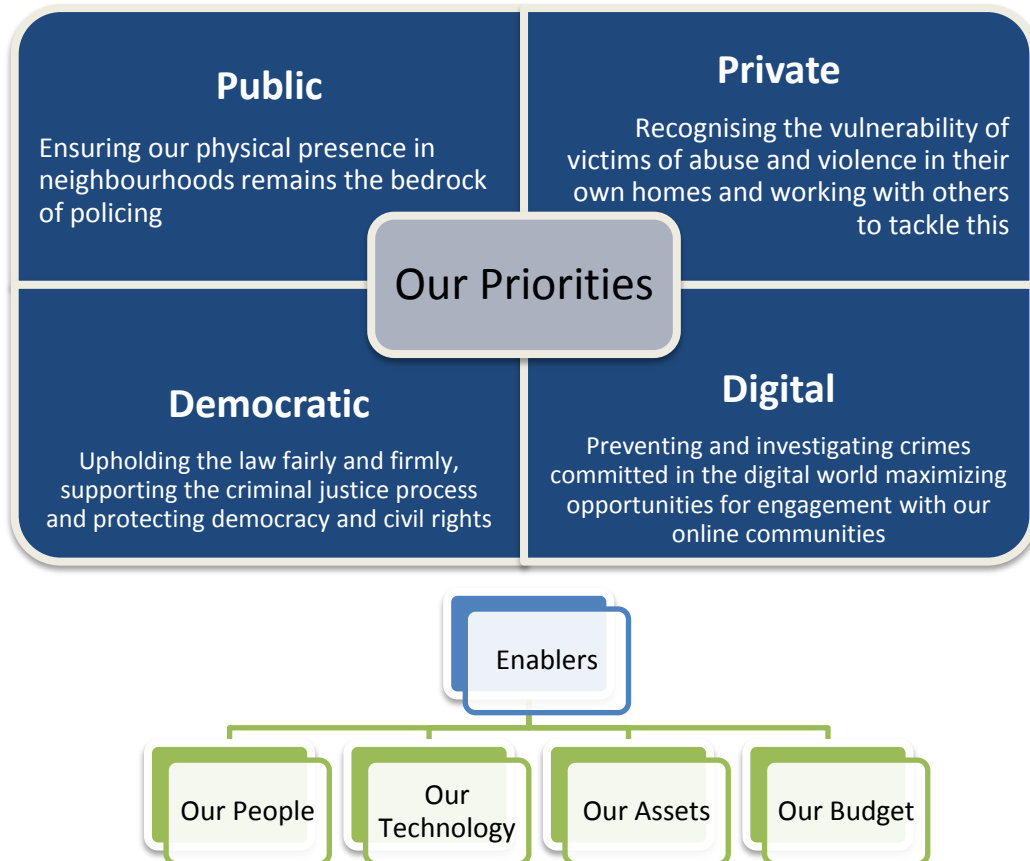 Public
Ensuring our physical presence in
neighbourhoods remains the bedrock
of policing
Private
Recognising the vulnerability of
victims of abuse and violence in their
own homes and working with others
to tackle this
Our Priorities
Democratic
Upholding the law fairly and firmly,
supporting the criminal justice process
and protecting democracy and civil rights
Digital
Preventing and investigating crimes
committed in the digital world maximizing
opportunities for engagement with our
online communities
Enablers
Our People
Our
Technology
Our Assets
Our Budget